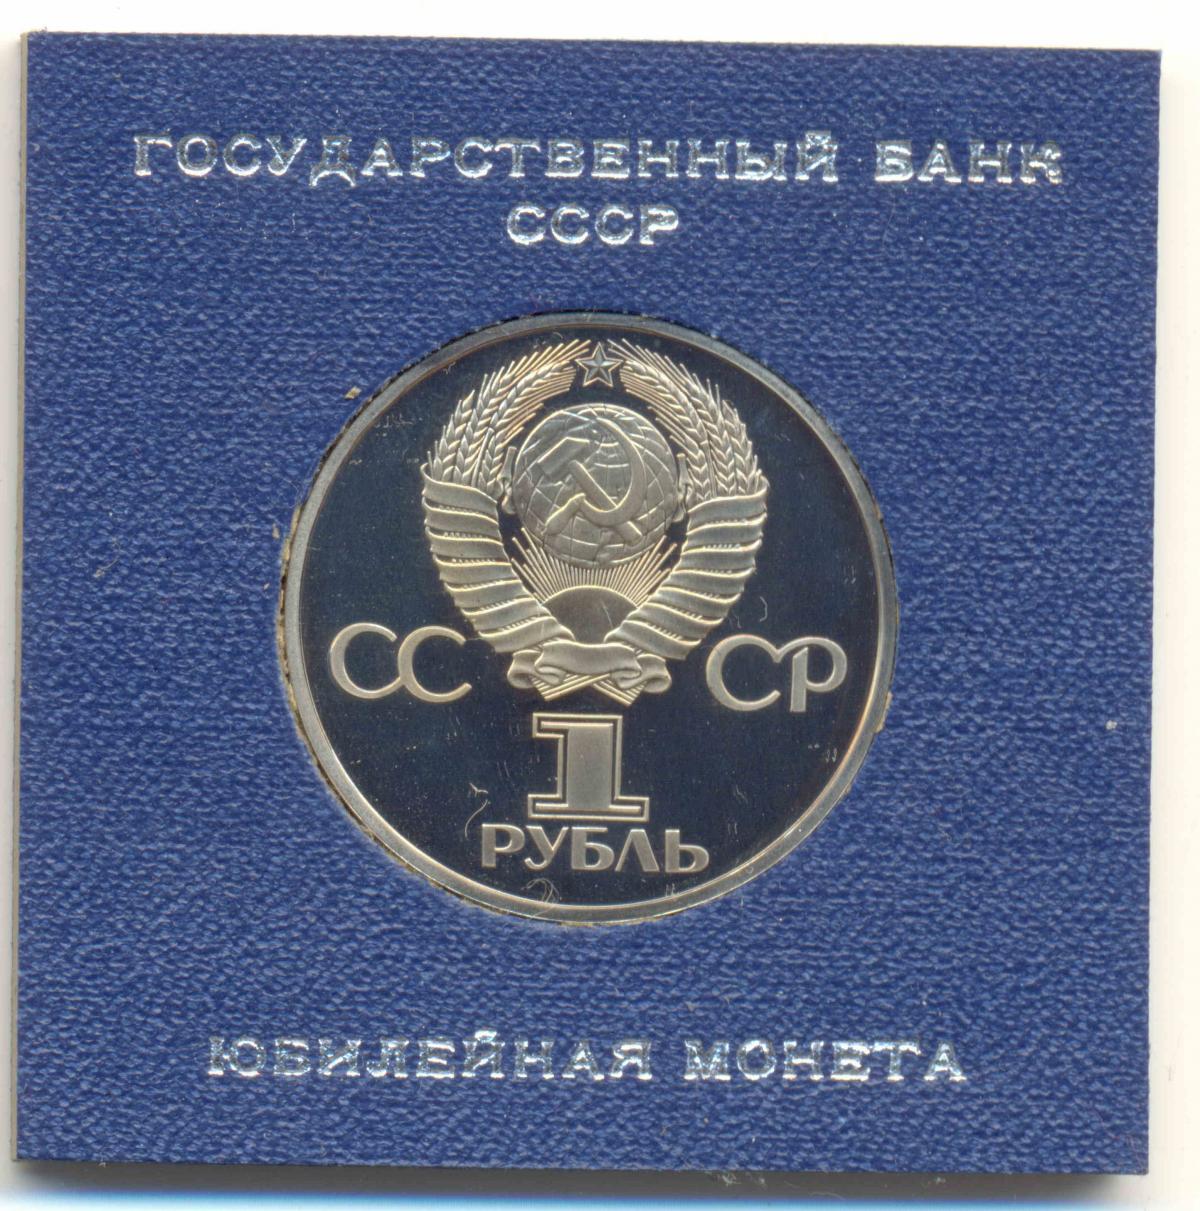 ГОСУДАРСТВЕННЫЙ БАНК
СССР
СС СР
1
РУБЛЬ
ЮБИЛЕЙНАЯ МОНЕТА